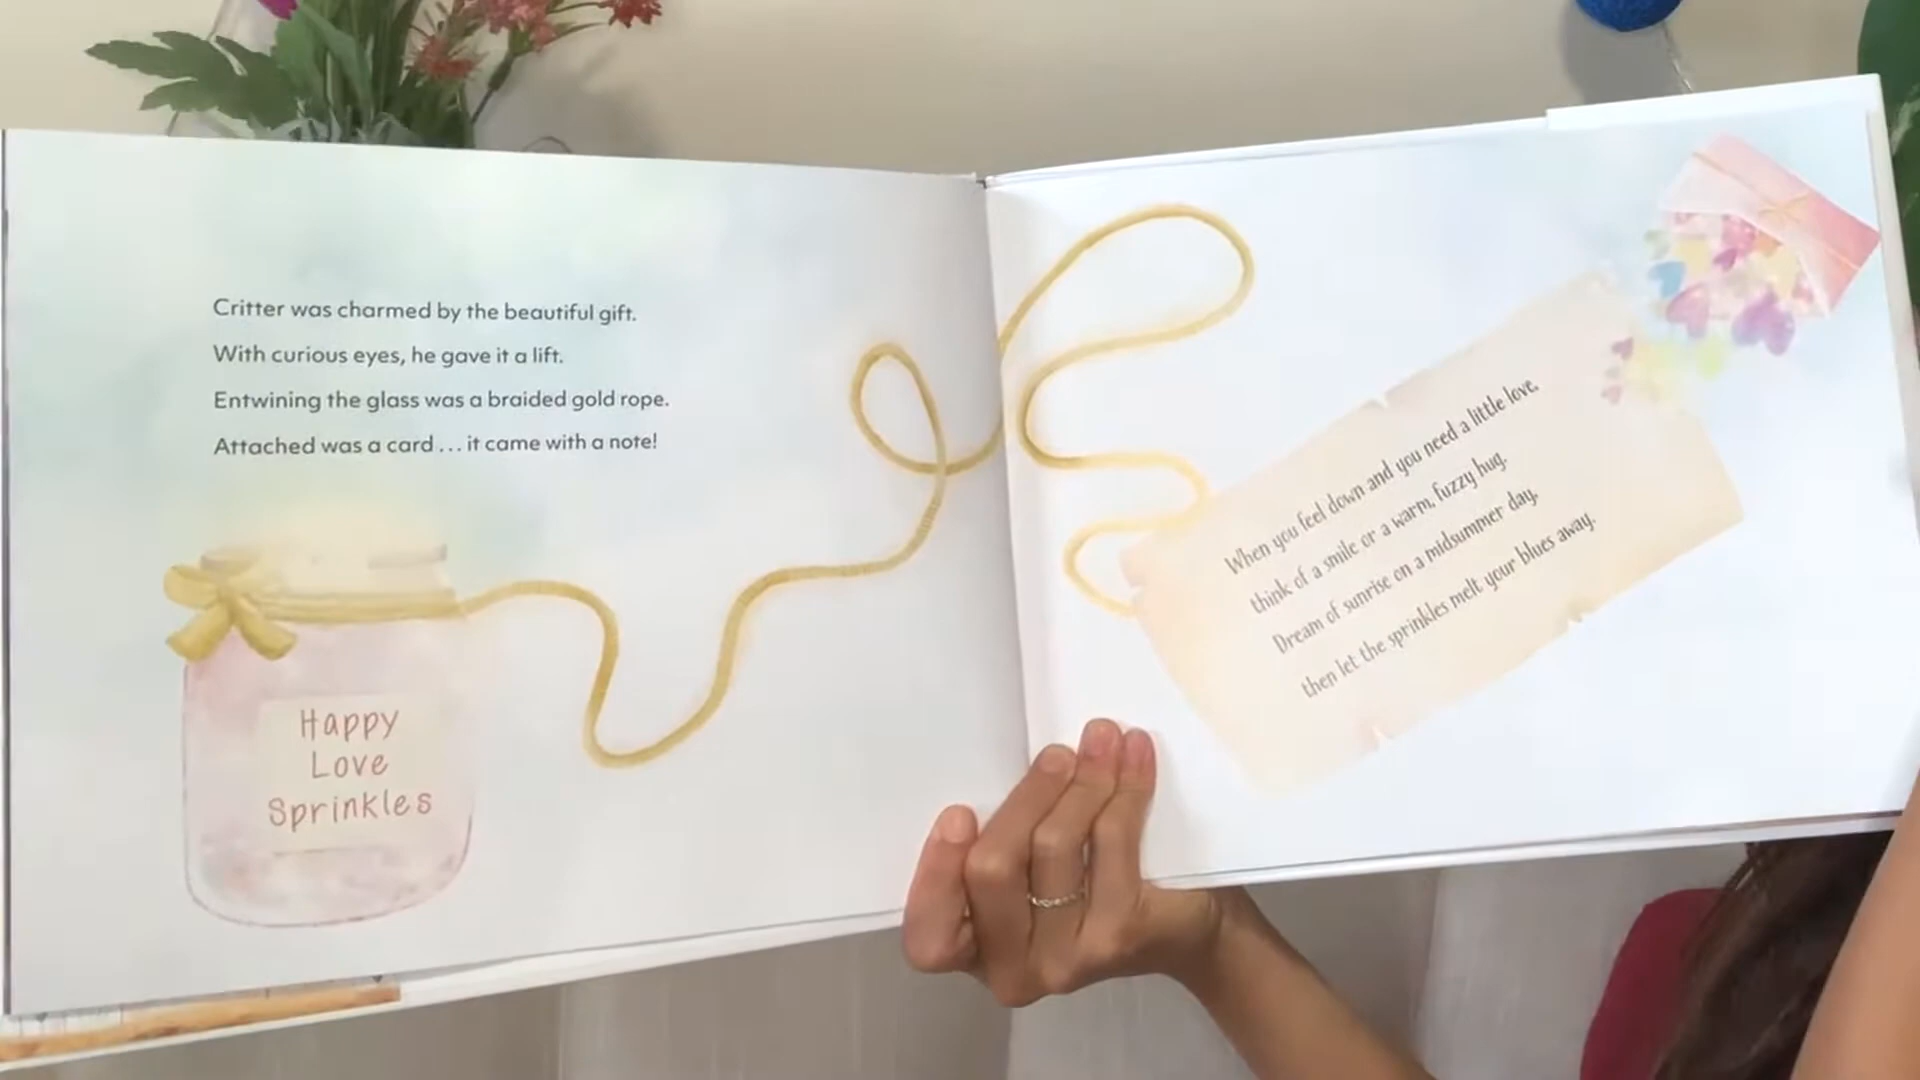 Critter was charmed by the beautiful gift.
With curious eyes, he gave it a lift.
Entwining the glass was a braided gold rope.
Attached was a card ... it came with a note!
Happy
Love
Sprinkles
When you feel down and you need a little love,
think of a smile or a warm, fuzzy hug.
Dream of sunrise on a midsummer day,
then let the sprinkles melt your blues away.